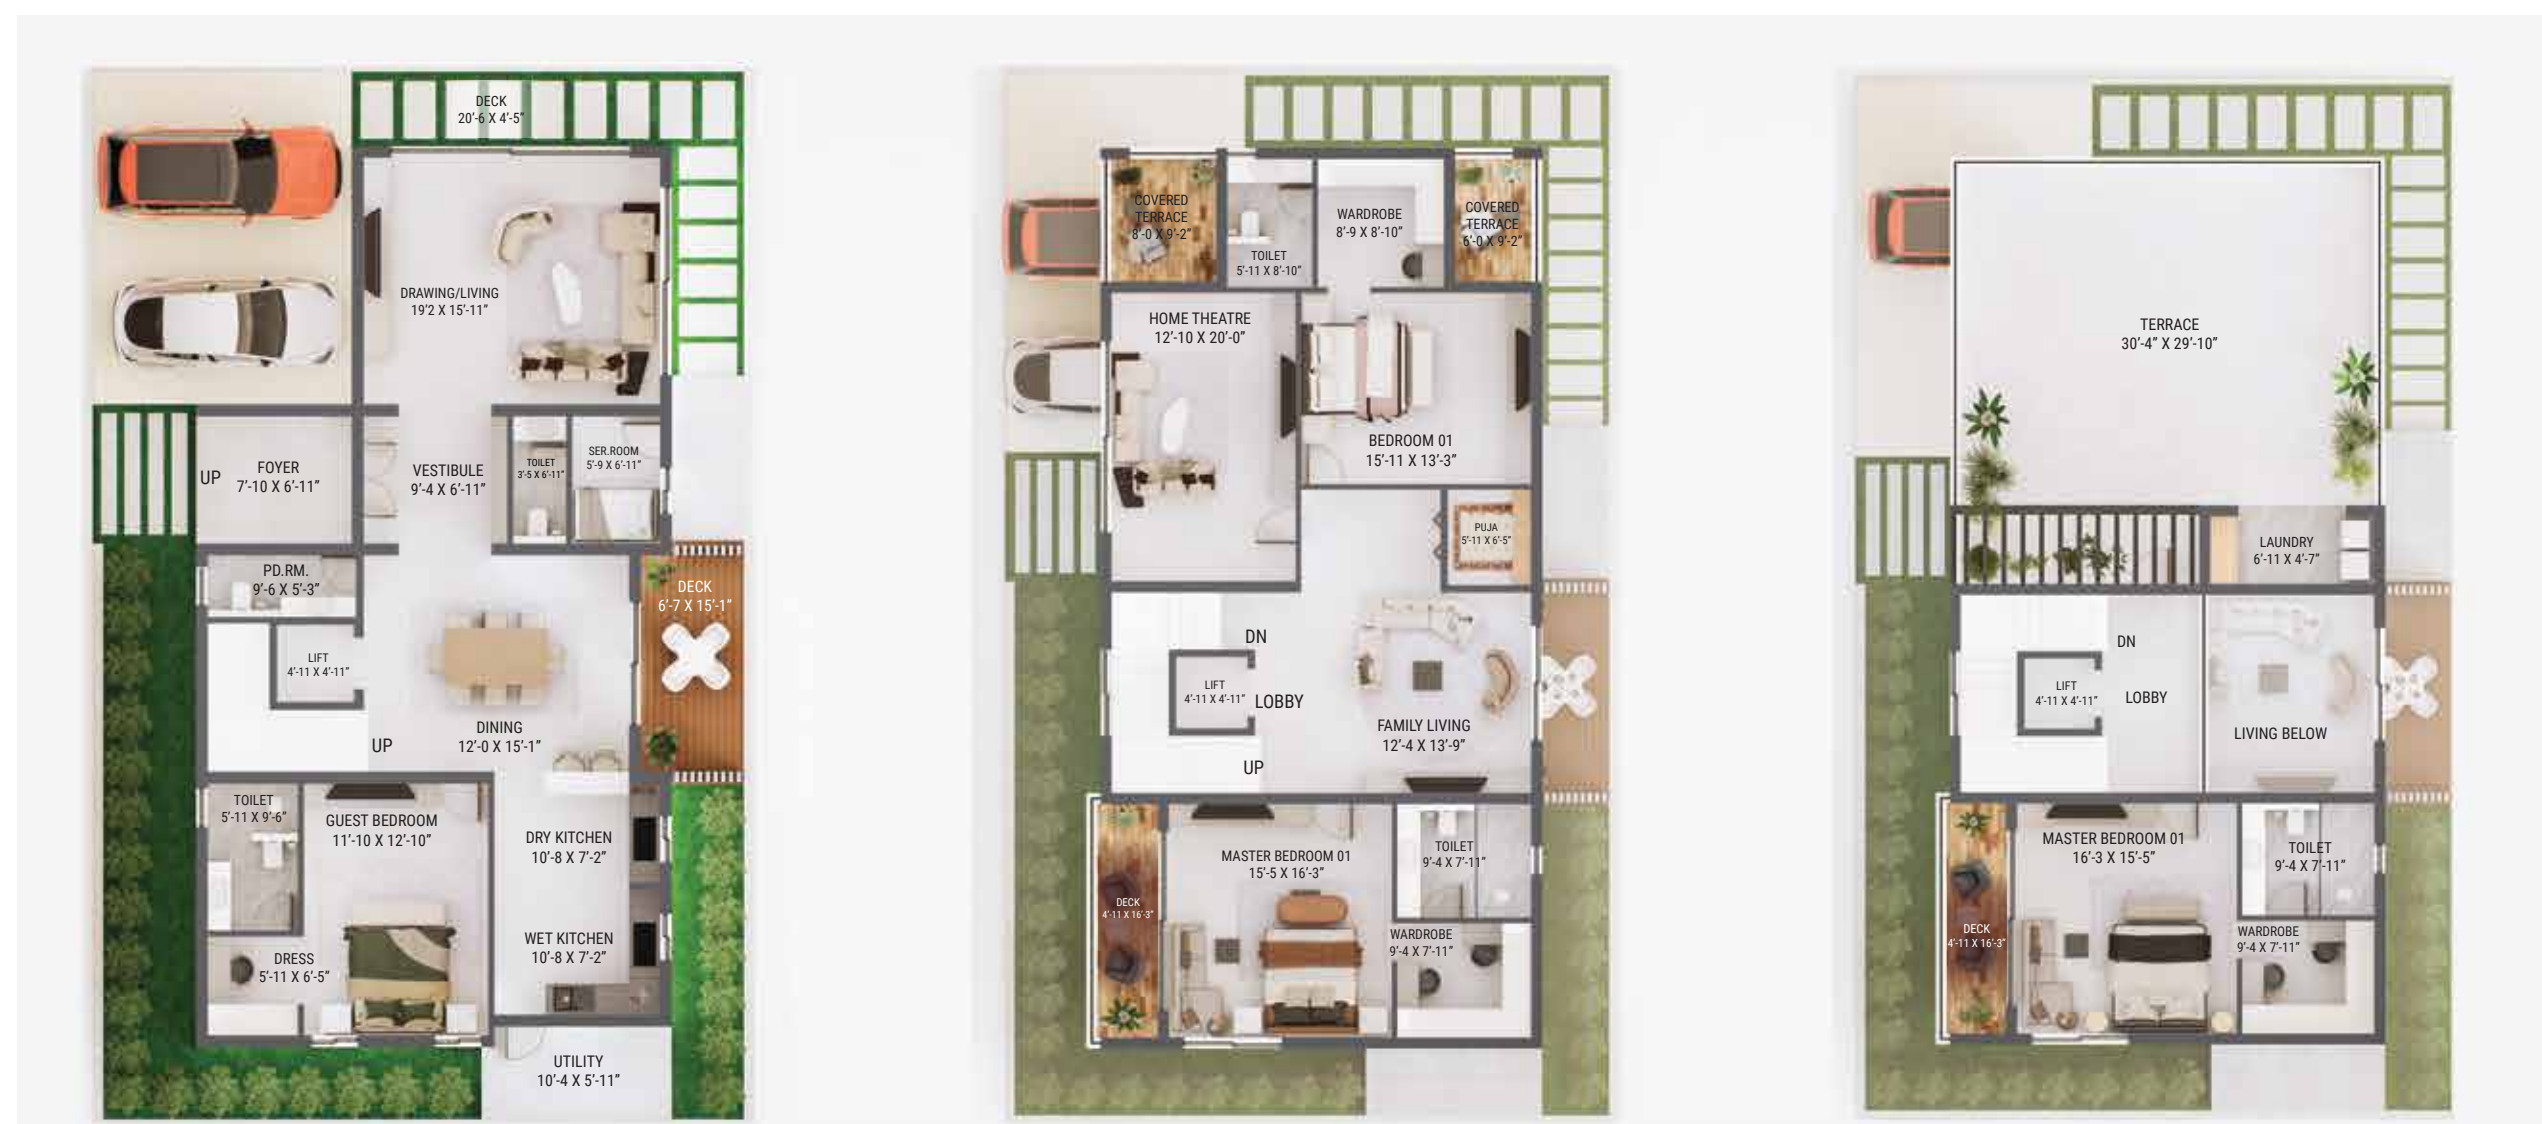 DECK
20'-6 X 4'-5"
DRAWING/LIVING
19'2 X 15'-11"
UP
FOYER
7'-10 X 6'-11"
VESTIBULE
9'-4 X 6'-11"
TOILET
3'-5 X 6'-11"
SER.ROOM
5'-9 X 6'-11"
PD.RM.
9'-6 X 5'-3"
DECK
6'-7 X 15'-1"
LIFT
4'-11 X 4'-11"
DINING
12'-0 X 15'-1"
UP
TOILET
5'-11 X 9'-6"
GUEST BEDROOM
11'-10 X 12'-10"
DRY KITCHEN
10'-8 X 7'-2"
WET KITCHEN
10'-8 X 7'-2"
DRESS
5'-11 X 6'-5"
UTILITY
10'-4 X 5'-11"
COVERED
TERRACE
8'-0 X 9'-2"
TOILET
5'-11 X 8'-10"
WARDROBE
8'-9 X 8'-10"
COVERED
TERRACE
6'-0 X 9'-2"
HOME THEATRE
12'-10 X 20'-0"
BEDROOM 01
15'-11 X 13'-3"
PUJA
5'-11 X 6'-5"
DN
LIFT
4'-11 X 4'-11"
LOBBY
FAMILY LIVING
12'-4 X 13'-9"
UP
MASTER BEDROOM 01
15'-5 X 16'-3"
TOILET
9'-4 X 7'-11"
DECK
4'-11 X 16'-3"
WARDROBE
9'-4 X 7'-11"
TERRACE
30'-4" X 29'-10"
LAUNDRY
6'-11 X 4'-7"
DN
LIFT
4'-11 X 4'-11"
LOBBY
LIVING BELOW
MASTER BEDROOM 01
16'-3 X 15'-5"
TOILET
9'-4 X 7'-11"
DECK
4'-11 X 16'-3"
WARDROBE
9'-4 X 7'-11"